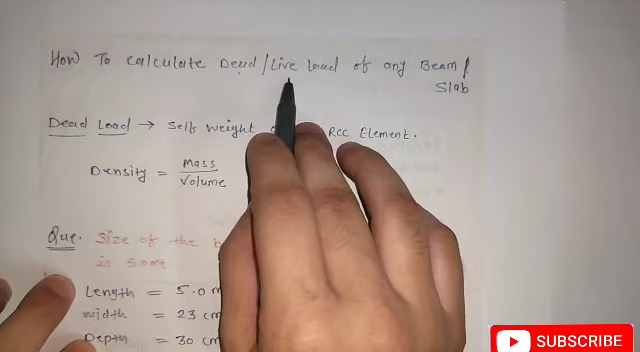 How To calculate Dead/Live load of any Beam/
Slab
Dead Load → Self weight RCC Element.
Density = Mass
Volume
Que. Size of the
is 5.0mt.
Length = 5.0 m
width = 23 cm
Depth = 30 cm
SUBSCRIBE